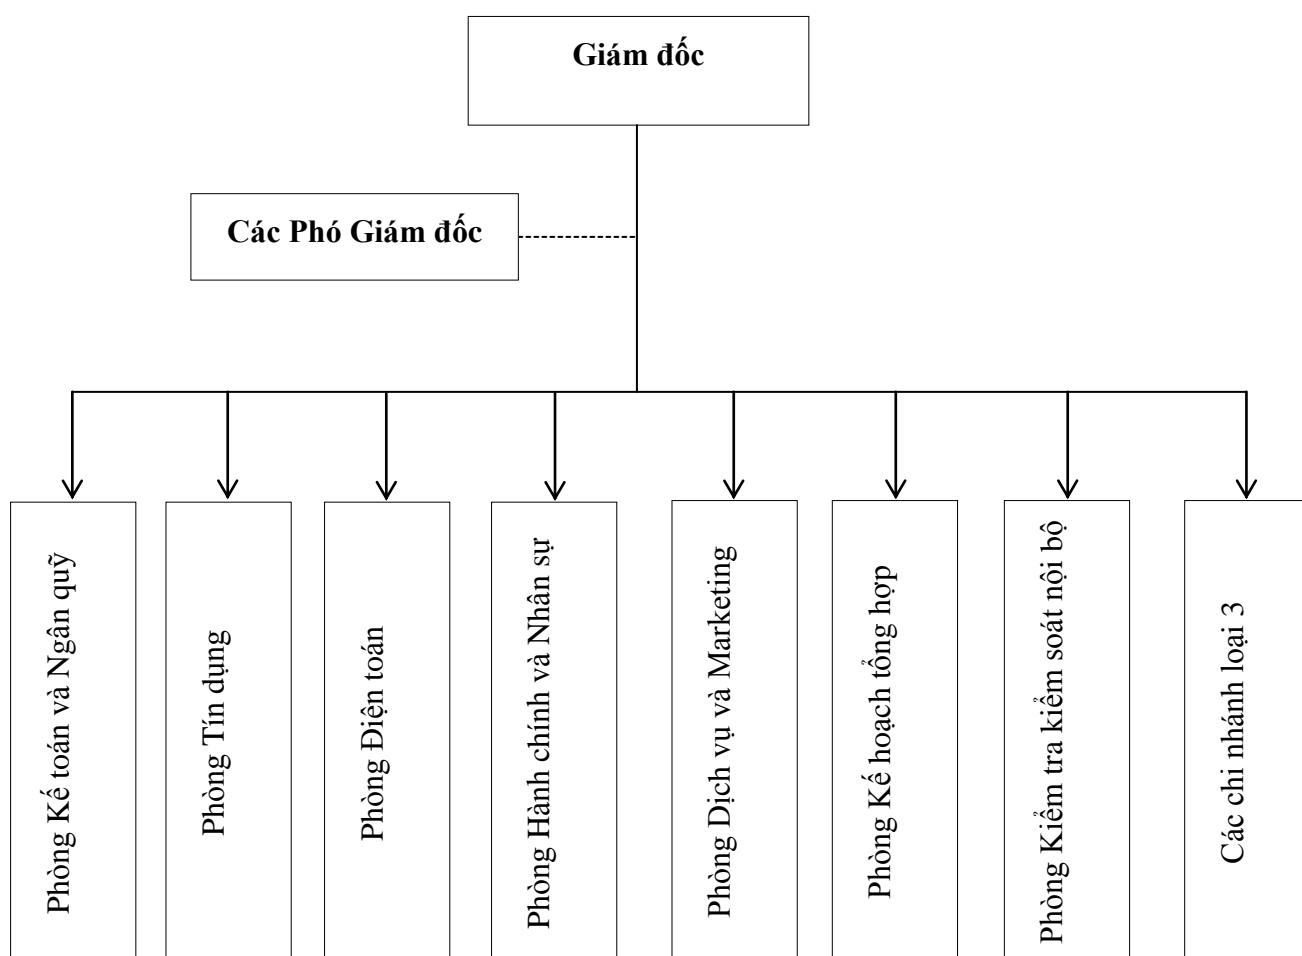 Giám đốc
Các Phó Giám đốc
Phòng Kế toán và Ngân quỹ
Phòng Tín dụng
Phòng Điện toán
Phòng Hành chính và Nhân sự
Phòng Dịch vụ và Marketing
Phòng Kế hoạch tổng hợp
Phòng Kiểm tra kiểm soát nội bộ
Các chi nhánh loại 3